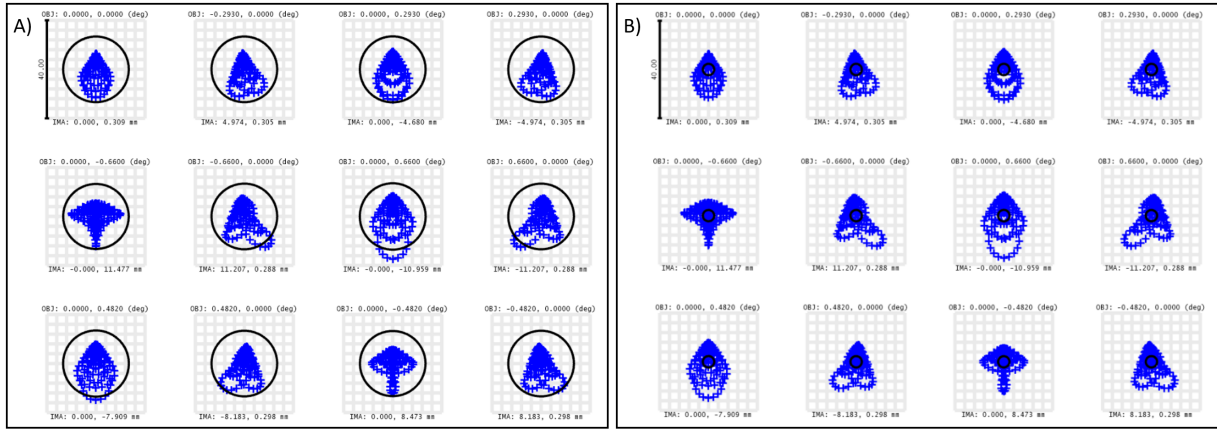 A)
OBJ: 0.0000, 0.0000 (deg)
OBJ: -0.2930, 0.0000 (deg)
OBJ: 0.0000, 0.2930 (deg)
OBJ: 0.2930, 0.0000 (deg)
40.00
IMA: 0.000, 0.309 mm
IMA: 4.974, 0.305 mm
IMA: 0.000, -4.680 mm
IMA: -4.974, 0.305 mm
OBJ: 0.0000, -0.6600 (deg)
OBJ: -0.6600, 0.0000 (deg)
OBJ: 0.0000, 0.6600 (deg)
OBJ: 0.6600, 0.0000 (deg)
IMA: -0.000, 11.477 mm
IMA: 11.207, 0.288 mm
IMA: -0.000, -10.959 mm
IMA: -11.207, 0.288 mm
OBJ: 0.0000, 0.4820 (deg)
OBJ: 0.4820, 0.0000 (deg)
OBJ: 0.0000, -0.4820 (deg)
OBJ: -0.4820, 0.0000 (deg)
IMA: 0.000, -7.909 mm
IMA: -8.183, 0.298 mm
IMA: 0.000, 8.473 mm
IMA: 8.183, 0.298 mm
B)
OBJ: 0.0000, 0.0000 (deg)
OBJ: -0.2930, 0.0000 (deg)
OBJ: 0.0000, 0.2930 (deg)
OBJ: 0.2930, 0.0000 (deg)
40.00
IMA: 0.000, 0.309 mm
IMA: 4.974, 0.305 mm
IMA: 0.000, -4.680 mm
IMA: -4.974, 0.305 mm
OBJ: 0.0000, -0.6600 (deg)
OBJ: -0.6600, 0.0000 (deg)
OBJ: 0.0000, 0.6600 (deg)
OBJ: 0.6600, 0.0000 (deg)
IMA: -0.000, 11.477 mm
IMA: 11.207, 0.288 mm
IMA: -0.000, -10.959 mm
IMA: -11.207, 0.288 mm
OBJ: 0.0000, 0.4820 (deg)
OBJ: 0.4820, 0.0000 (deg)
OBJ: 0.0000, -0.4820 (deg)
OBJ: -0.4820, 0.0000 (deg)
IMA: 0.000, -7.909 mm
IMA: -8.183, 0.298 mm
IMA: 0.000, 8.473 mm
IMA: 8.183, 0.298 mm